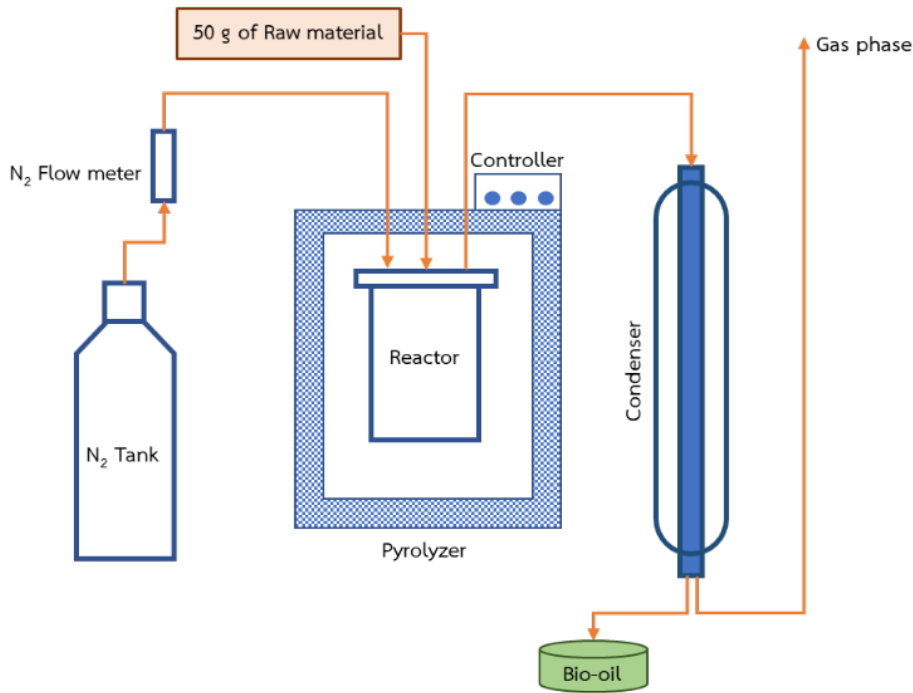 50 g of Raw material
Gas phase
Controller
N₂ Flow meter
Reactor
Condenser
N₂ Tank
Pyrolyzer
Bio-oil